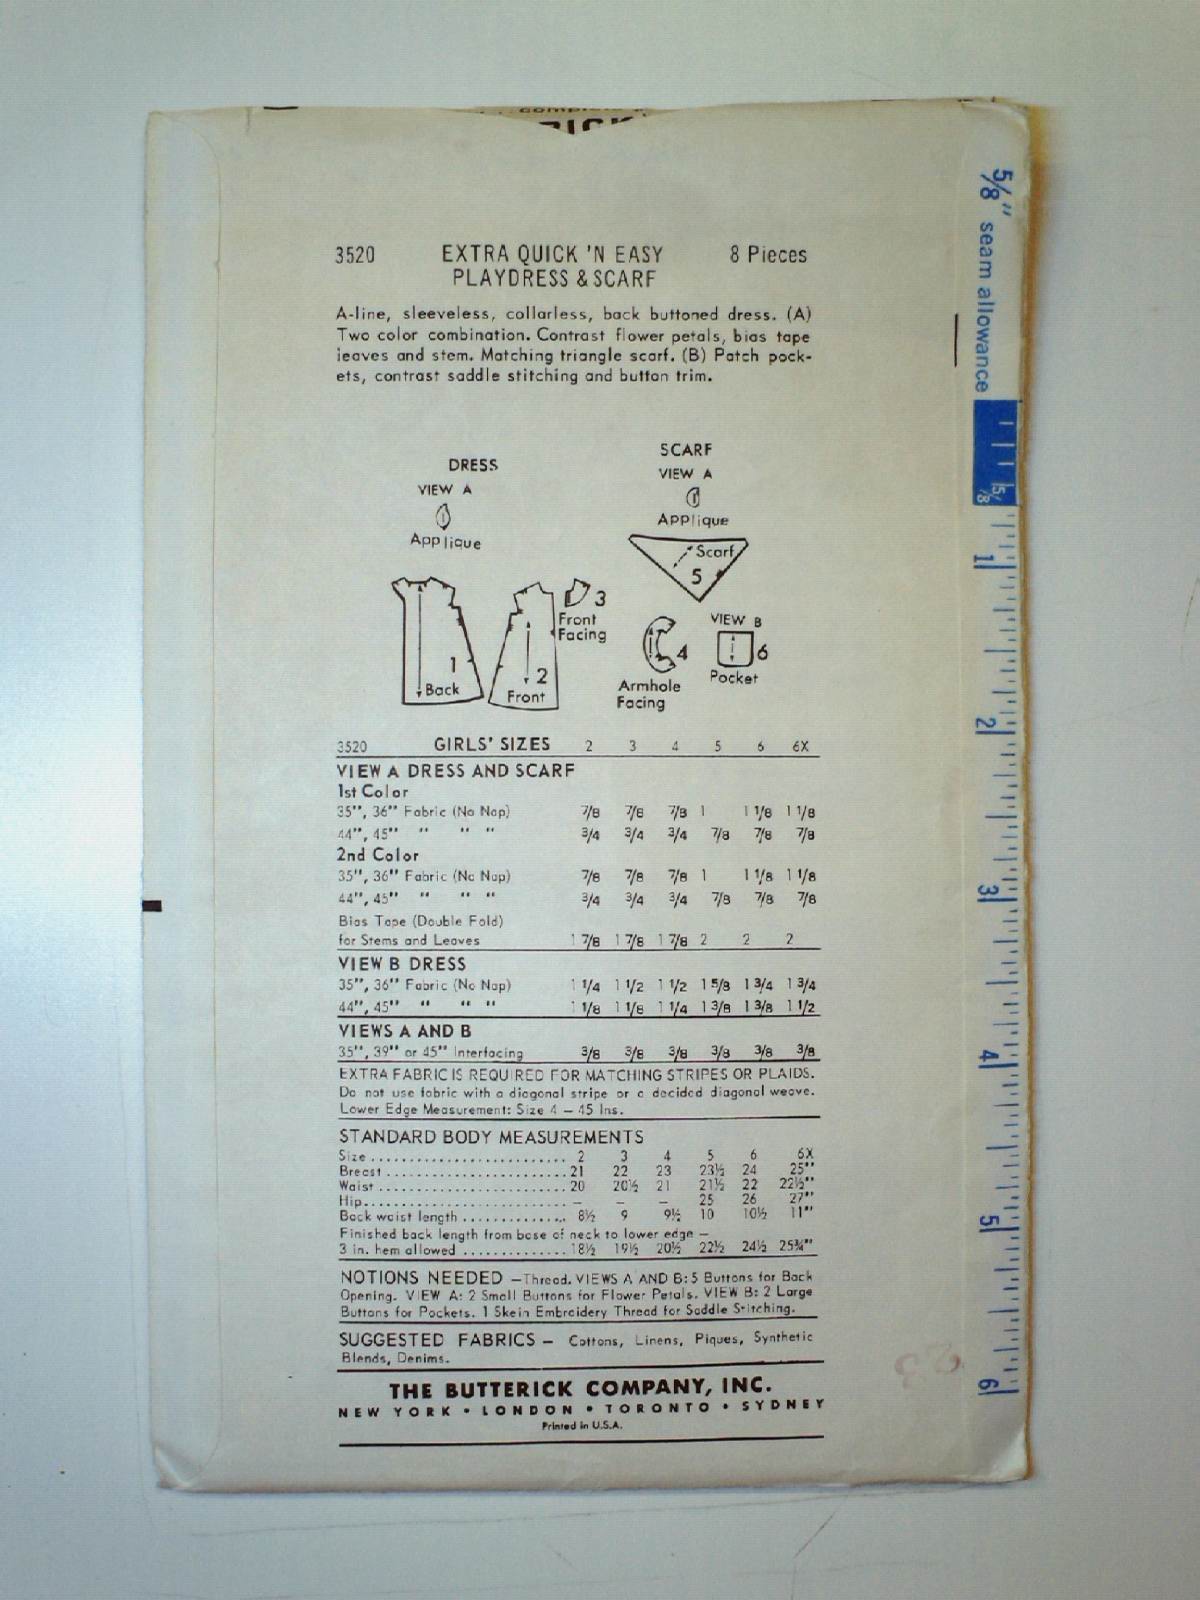 3520 EXTRA QUICK 'N EASY 8 Pieces
PLAYDRESS & SCARF
A-line, sleeveless, collarless, back buttoned dress. (A)
Two color combination. Contrast flower petals, bias tape
leaves and stem. Matching triangle scarf. (B) Patch pock-
ets, contrast saddle stitching and button trim.
DRESS
VIEW A
Applique
SCARF
VIEW A
Applique
Scarf
5
1
Back
2
Front
3
Front
Facing
4
Armhole
Facing
VIEW B
6
Pocket
3520 GIRLS' SIZES 2 3 4 5 6 6X
VIEW A DRESS AND SCARF
1st Color
35", 36" Fabric (No Nap) 7/8 7/8 7/8 1 1 1/8 1 1/8
44", 45" " " " 3/4 3/4 3/4 7/8 7/8 7/8
2nd Color
35", 36" Fabric (No Nap) 7/8 7/8 7/8 1 1 1/8 1 1/8
44", 45" " " " 3/4 3/4 3/4 7/8 7/8 7/8
Bias Tape (Double Fold)
for Stems and Leaves 1 7/8 1 7/8 1 7/8 2 2 2
VIEW B DRESS
35", 36" Fabric (No Nap) 1 1/4 1 1/2 1 1/2 1 5/8 1 3/4 1 3/4
44", 45" " " " 1 1/8 1 1/8 1 1/4 1 3/8 1 3/8 1 1/2
VIEWS A AND B
35", 39" or 45" Interfacing 3/8 3/8 3/8 3/8 3/8 3/8
EXTRA FABRIC IS REQUIRED FOR MATCHING STRIPES OR PLAIDS.
Do not use fabric with a diagonal stripe or a decided diagonal weave.
Lower Edge Measurement: Size 4 – 45 Ins.
STANDARD BODY MEASUREMENTS
Size .......................... 2 3 4 5 6 6X
Breast ........................ 21 22 23 23½ 24 25"
Waist ......................... 20 20½ 21 21½ 22 22½"
Hip........................... – – – 25 26 27"
Back waist length .............. 8½ 9 9½ 10 10½ 11"
Finished back length from base of neck to lower edge –
3 in. hem allowed .............. 18½ 19½ 20½ 22½ 24½ 25¾"
NOTIONS NEEDED –Thread. VIEWS A AND B: 5 Buttons for Back
Opening. VIEW A: 2 Small Buttons for Flower Petals. VIEW B: 2 Large
Buttons for Pockets. 1 Skein Embroidery Thread for Saddle Stitching.
SUGGESTED FABRICS – Cottons, Linens, Piques, Synthetic
Blends, Denims.
THE BUTTERICK COMPANY, INC.
NEW YORK • LONDON • TORONTO • SYDNEY
Printed in U.S.A.
5/8" seam allowance
5/8
1
2
3
4
5
6